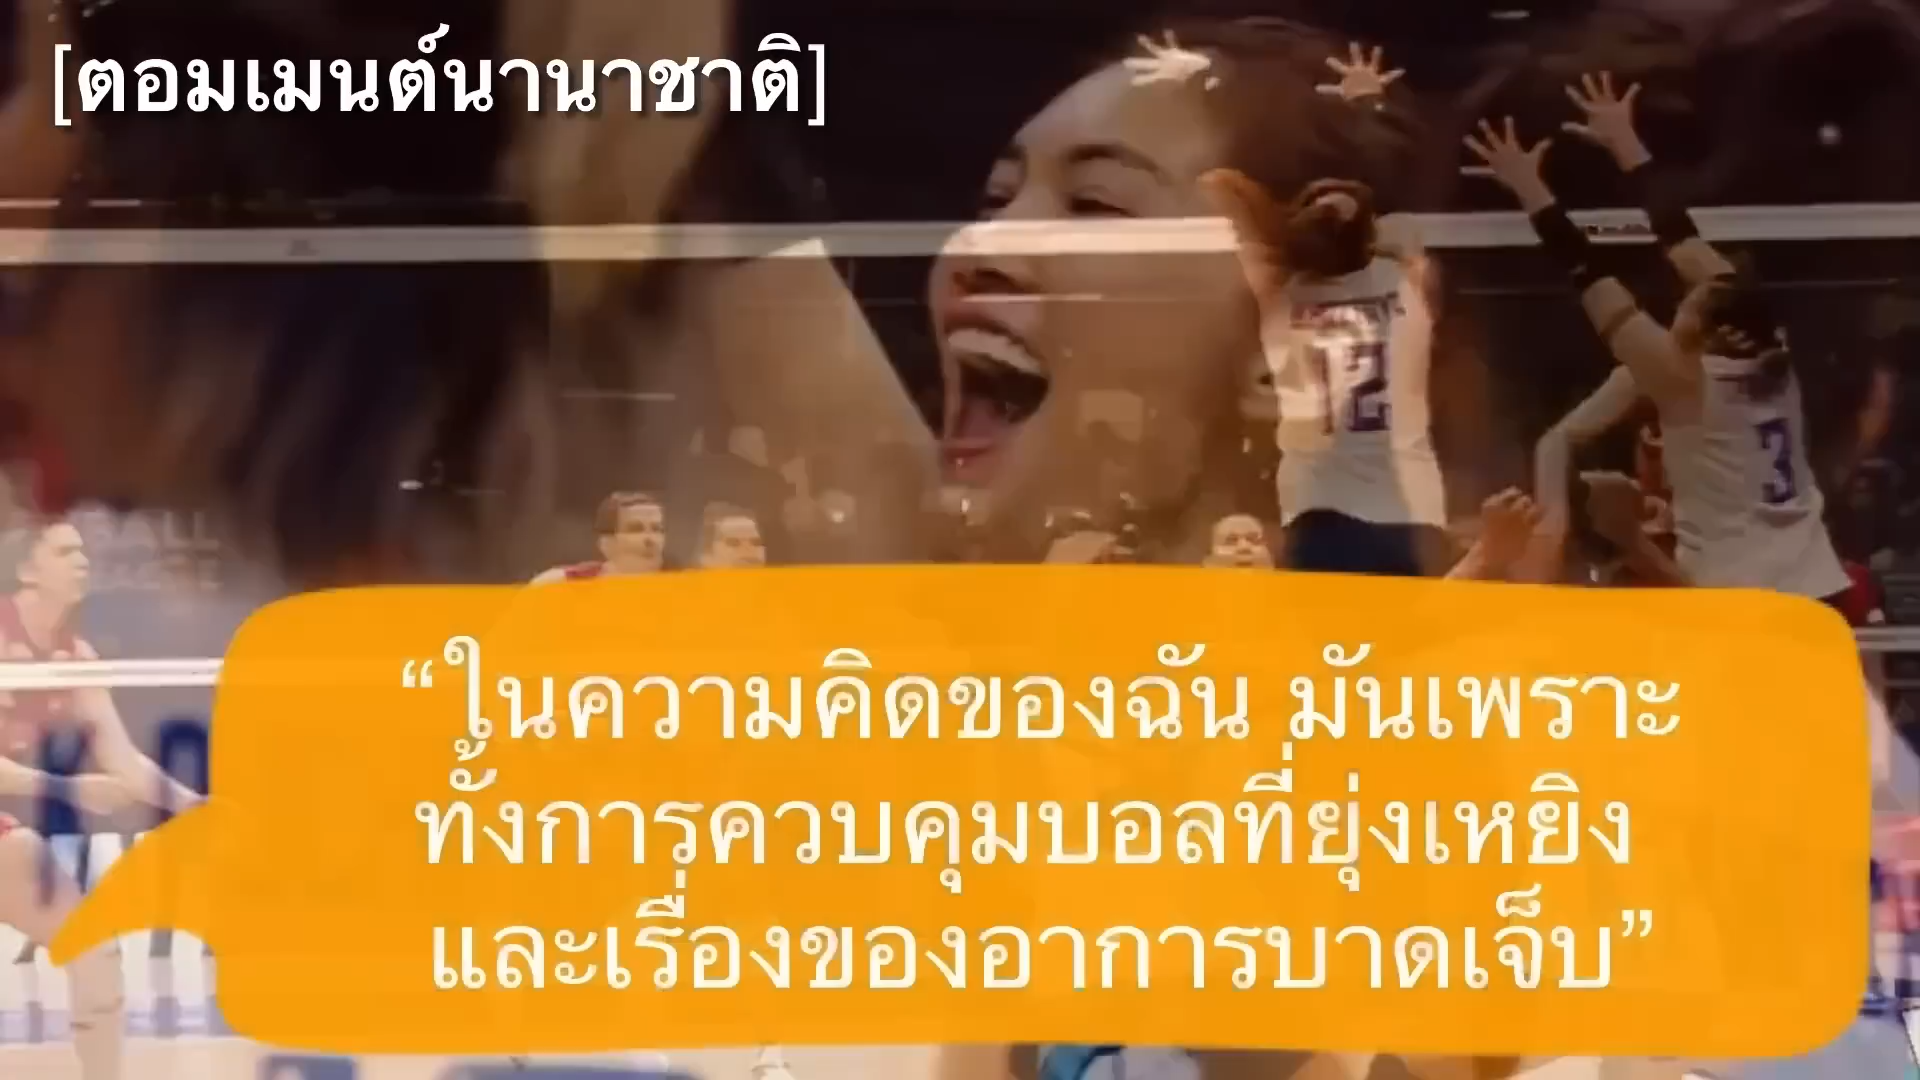 [ตอมเมนต์นานาชาติ]
12
3
“ในความคิดของฉัน มันเพราะ
ทั้งการควบคุมบอลที่ยุ่งเหยิง
และเรื่องของอาการบาดเจ็บ”